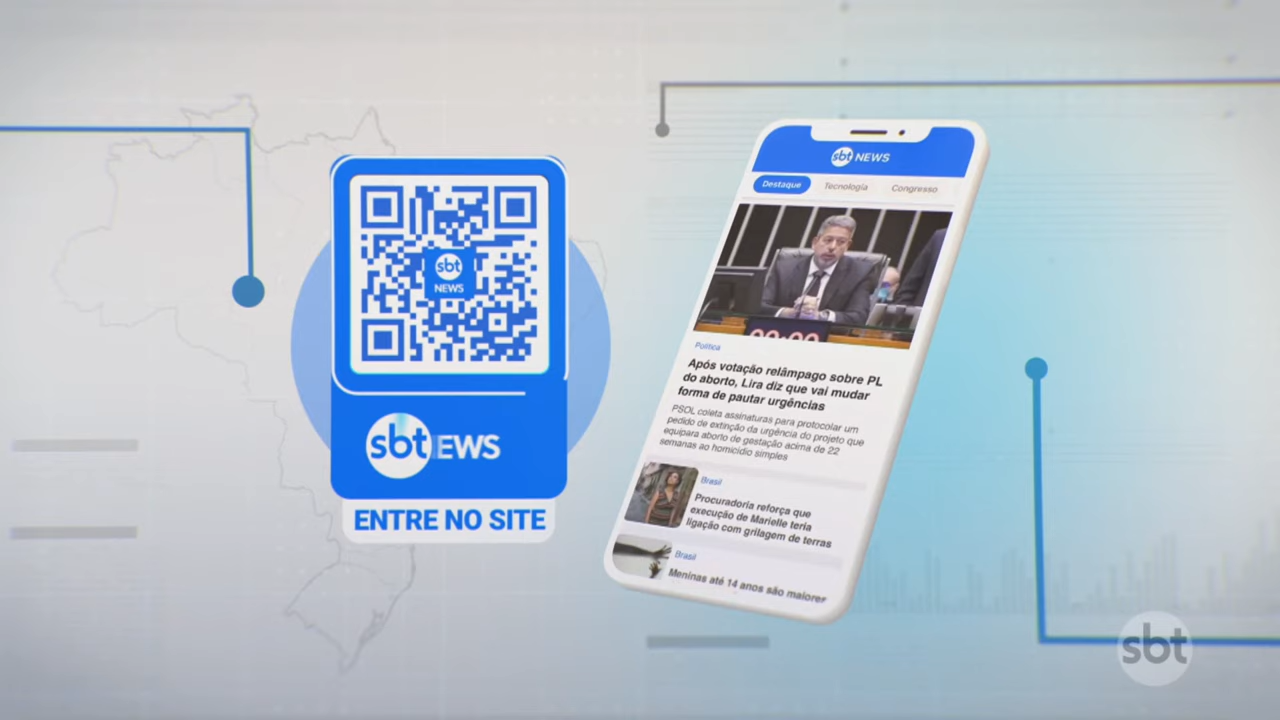 sbt
NEWS
sbt EWS
ENTRE NO SITE
sbt NEWS
Destaque Tecnologia Congresso
00:00
Política
Após votação relâmpago sobre PL
do aborto, Lira diz que vai mudar
forma de pautar urgências
PSOL coleta assinaturas para protocolar um
pedido de extinção da urgência do projeto que
equipara aborto de gestação acima de 22
semanas ao homicídio simples
Brasil
Procuradoria reforça que
execução de Marielle teria
ligação com grilagem de terras
Brasil
Meninas até 14 anos são maiores
sbt